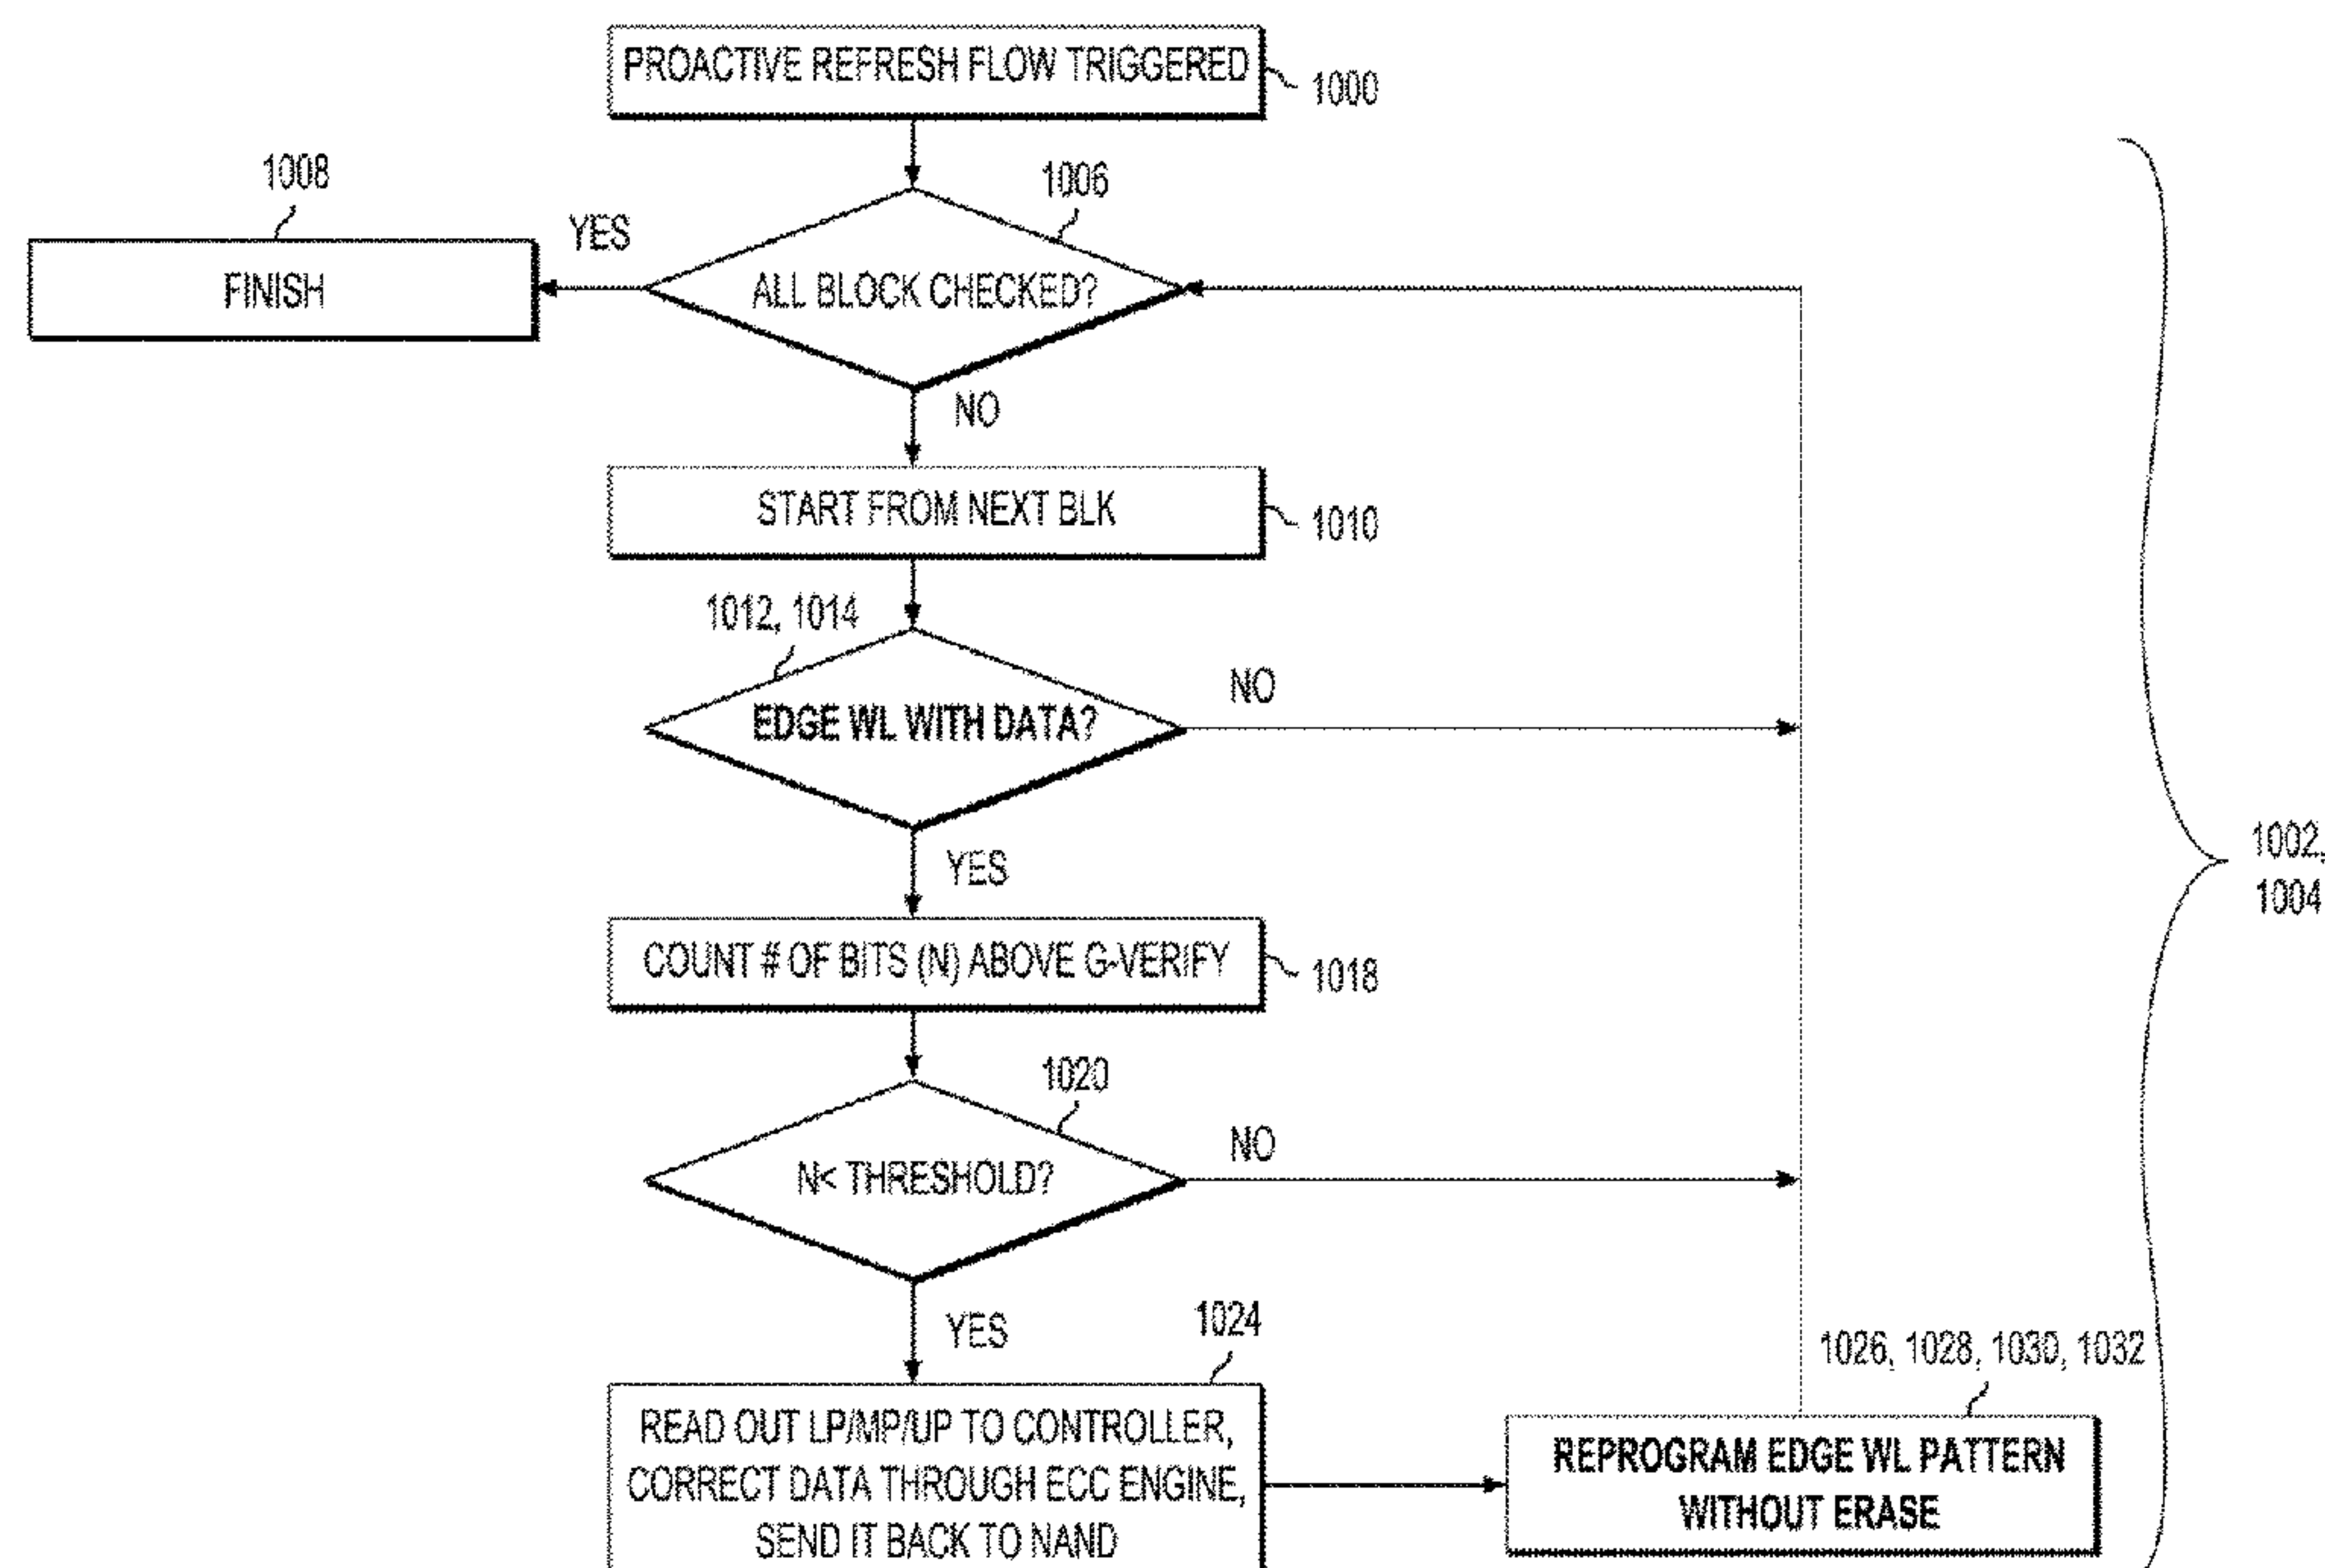 PROACTIVE REFRESH FLOW TRIGGERED
1000
1008
1006
YES
FINISH
ALL BLOCK CHECKED?
NO
START FROM NEXT BLK
1010
1012, 1014
EDGE WL WITH DATA?
NO
1002,
1004
YES
COUNT # OF BITS (N) ABOVE G-VERIFY
1018
1020
N< THRESHOLD?
NO
YES
1024
1026, 1028, 1030, 1032
READ OUT LP/MP/UP TO CONTROLLER,
CORRECT DATA THROUGH ECC ENGINE,
SEND IT BACK TO NAND
REPROGRAM EDGE WL PATTERN
WITHOUT ERASE